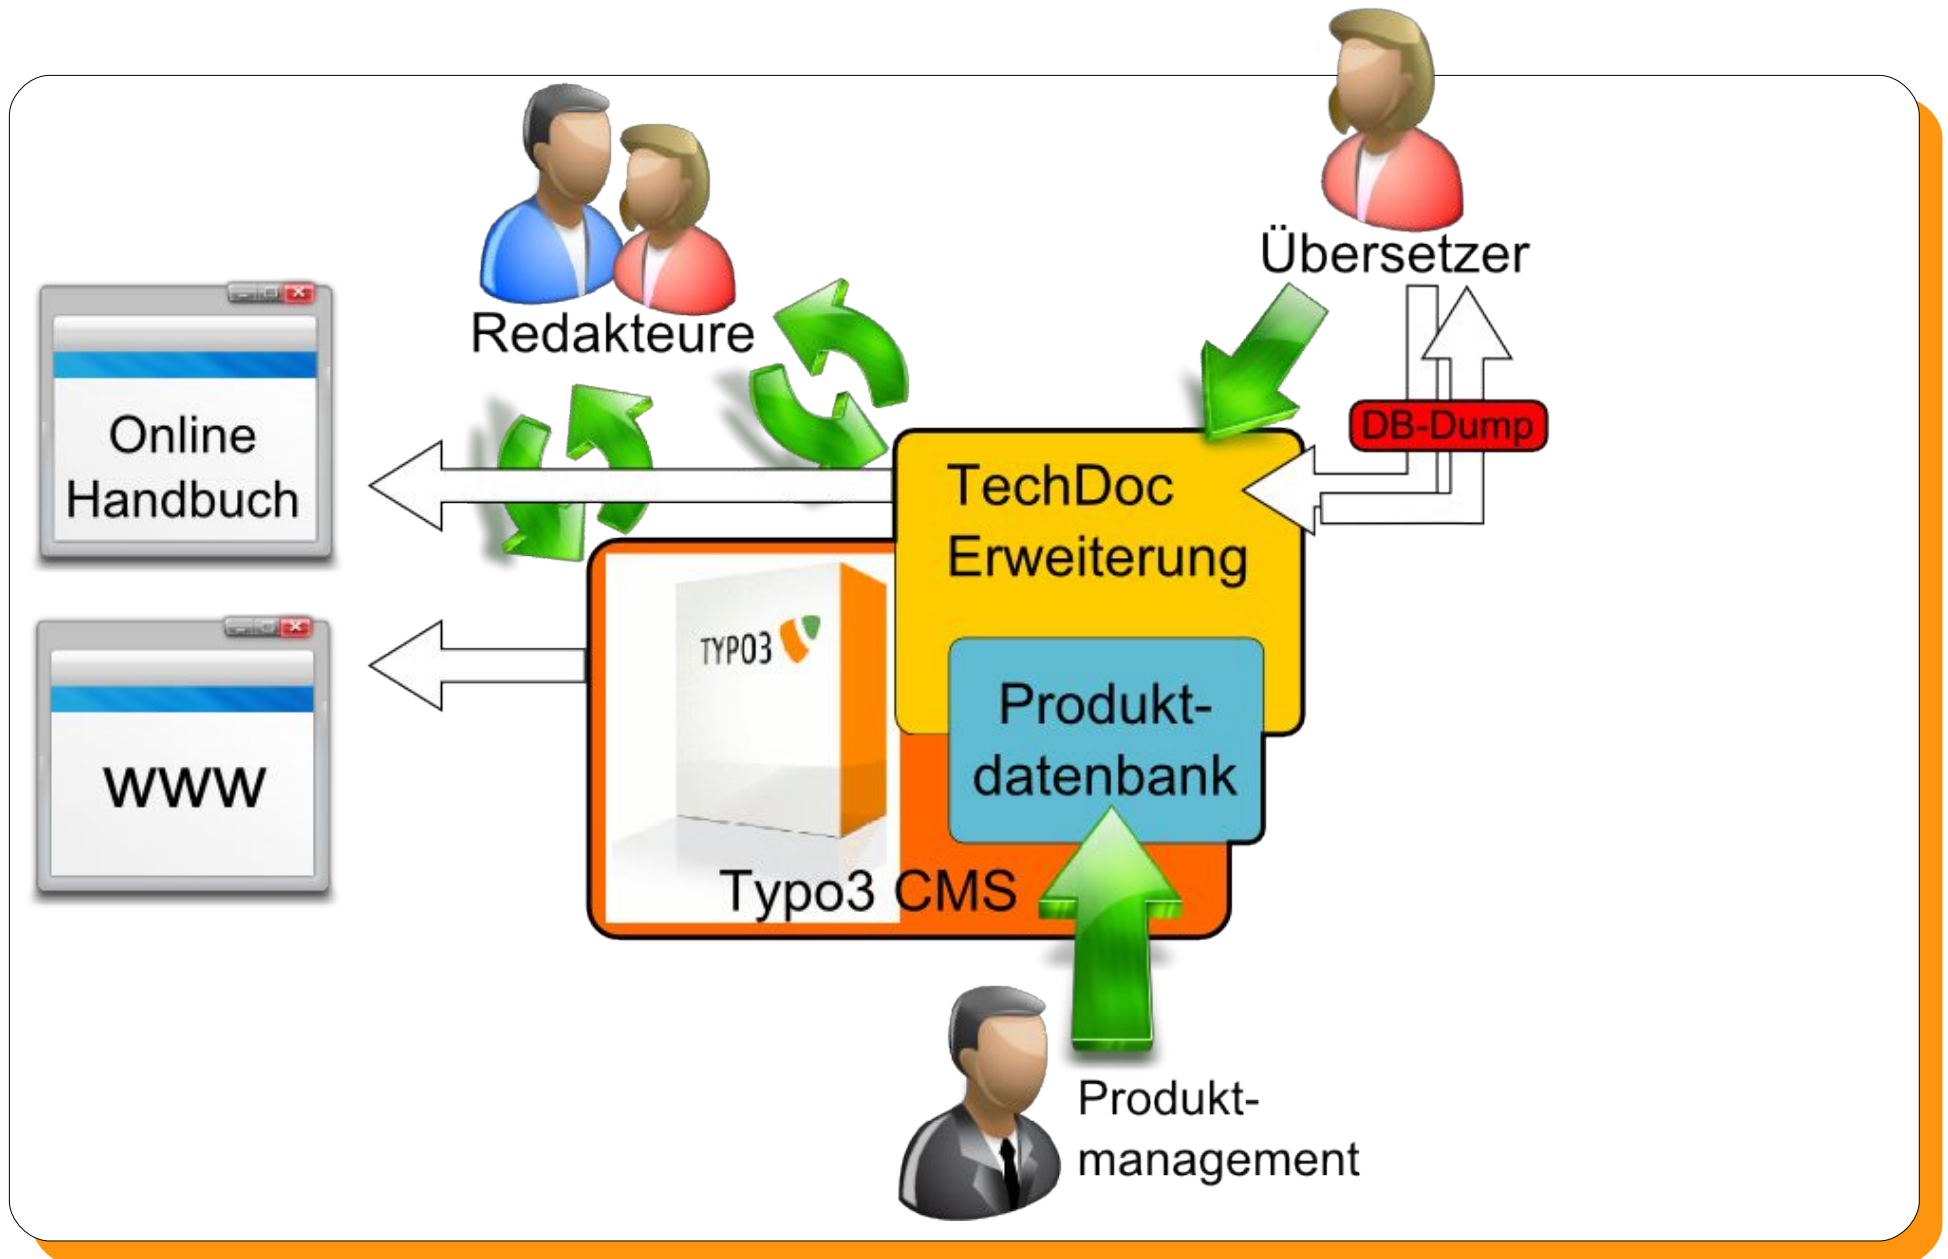 Übersetzer
Redakteure
DB-Dump
Online
Handbuch
TechDoc
Erweiterung
TYPO3
Produkt-
datenbank
www
Typo3 CMS
Produkt-
management